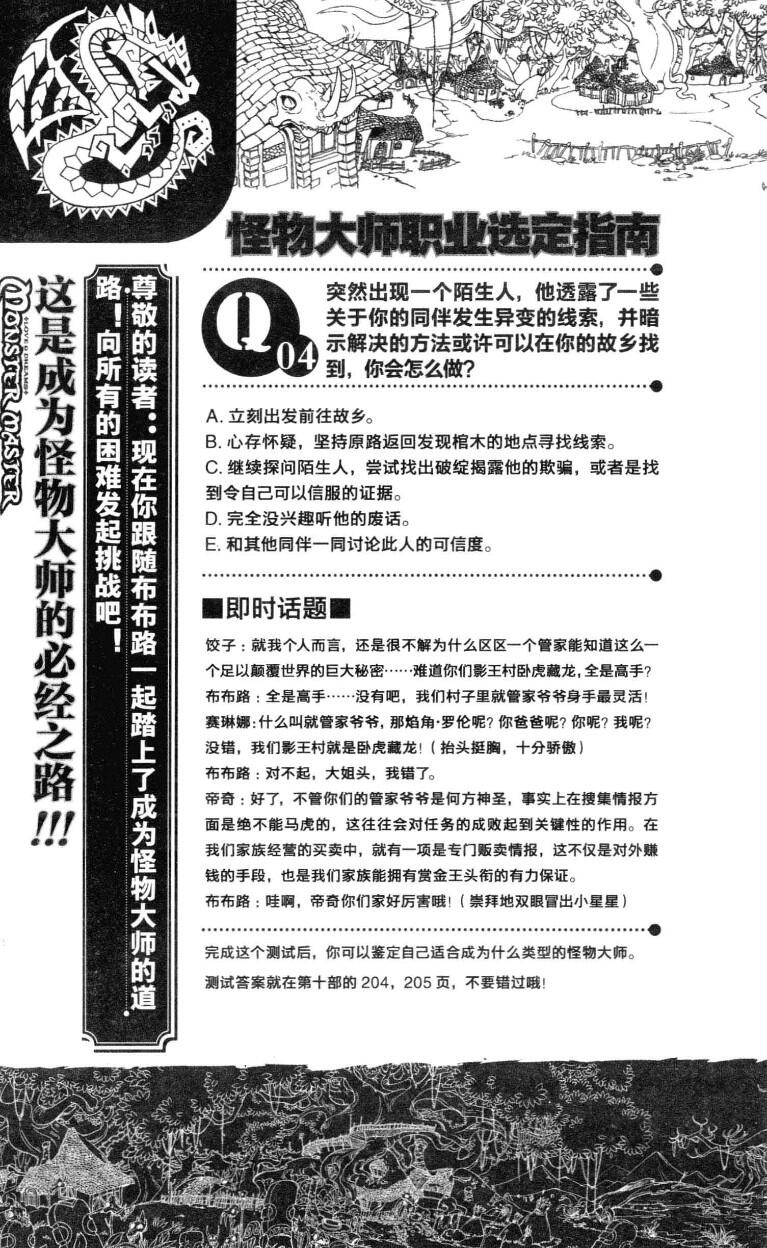 怪物大师职业选定指南
Q04
突然出现一个陌生人，他透露了一些
关于你的同伴发生异变的线索，并暗
示解决的方法或许可以在你的故乡找
到，你会怎么做？
A. 立刻出发前往故乡。
B. 心存怀疑，坚持原路返回发现棺木的地点寻找线索。
C. 继续探问陌生人，尝试找出破绽揭露他的欺骗，或者是找
到令自己可以信服的证据。
D. 完全没兴趣听他的废话。
E. 和其他同伴一同讨论此人的可信度。
■即时话题■
饺子：就我个人而言，还是很不解为什么区区一个管家能知道这么一
个足以颠覆世界的巨大秘密……难道你们影王村卧虎藏龙，全是高手？
布布路：全是高手……没有吧，我们村子里就管家爷爷身手最灵活！
赛琳娜：什么叫就管家爷爷，那焰角·罗伦呢？你爸爸呢？你呢？我呢？
没错，我们影王村就是卧虎藏龙！（抬头挺胸，十分骄傲）
布布路：对不起，大姐头，我错了。
帝奇：好了，不管你们的管家爷爷是何方神圣，事实上在搜集情报方
面是绝不能马虎的，这往往会对任务的成败起到关键性的作用。在
我们家族经营的买卖中，就有一项是专门贩卖情报，这不仅是对外赚
钱的手段，也是我们家族能拥有赏金王头衔的有力保证。
布布路：哇啊，帝奇你们家好厉害哦！（崇拜地双眼冒出小星星）
完成这个测试后，你可以鉴定自己适合成为什么类型的怪物大师。
测试答案就在第十部的 204，205 页，不要错过哦！
尊敬的读者：现在你跟随布布路一起踏上了成为怪物大师的道
路！向所有的困难发起挑战吧！
这是成为怪物大师的必经之路!!!
LOVE & DREAMS
MONSTER MASTER